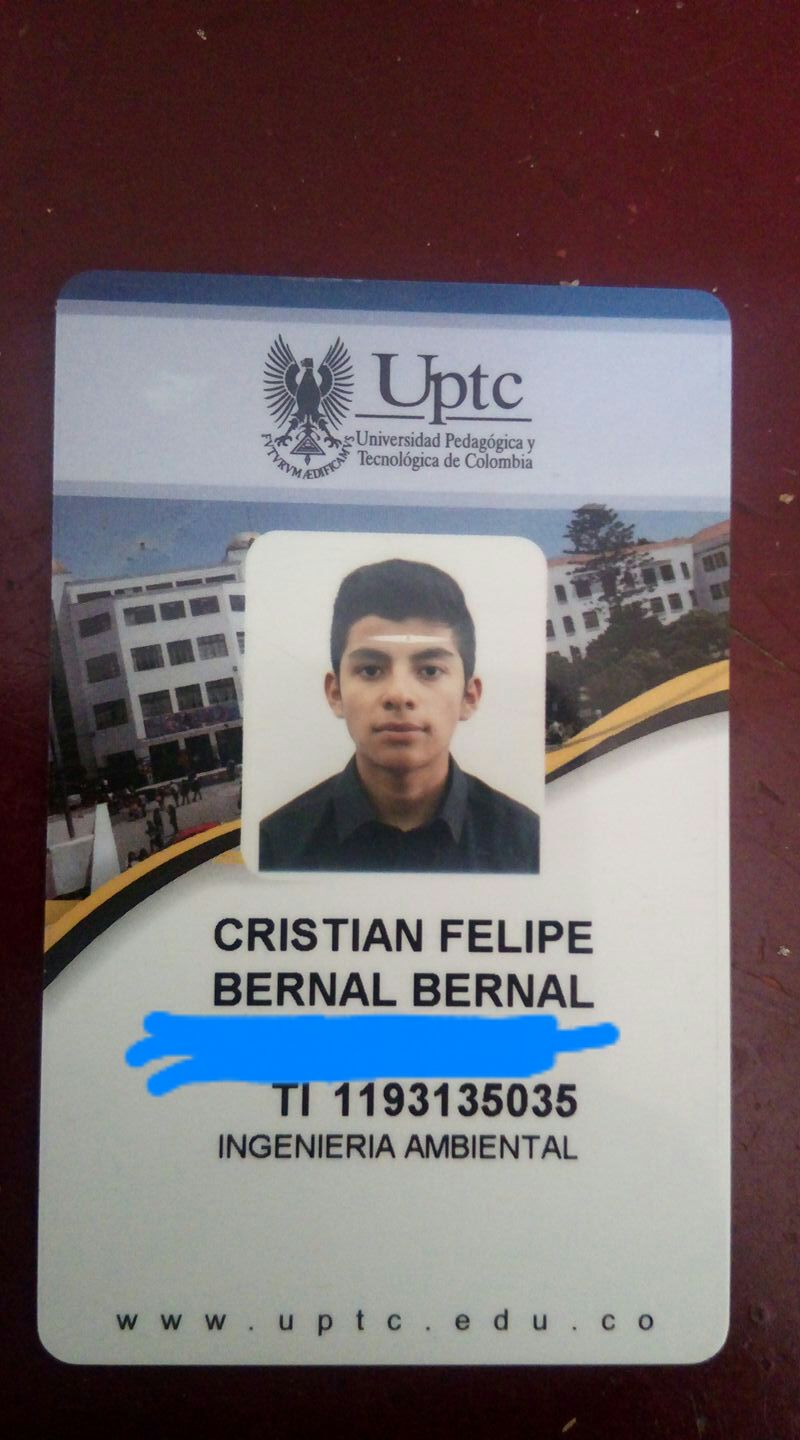 Uptc
Universidad Pedagógica y
Tecnológica de Colombia
FVTVRVM ÆDIFICAMVS
CRISTIAN FELIPE
BERNAL BERNAL
TI 1193135035
INGENIERIA AMBIENTAL
www.uptc.edu.co